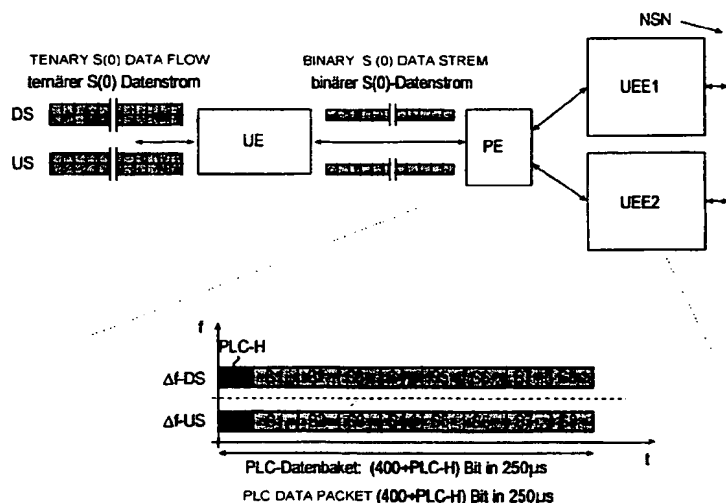 NSN
TENARY S(0) DATA FLOW
ternärer S(0) Datenstrom
BINARY S (0) DATA STREM
binärer S(0)-Datenstrom
DS
US
UE
PE
UEE1
UEE2
f
PLC-H
Δf-DS
Δf-US
t
PLC-Datenbaket: (400+PLC-H) Bit in 250µs
PLC DATA PACKET (400+PLC-H) Bit in 250µs